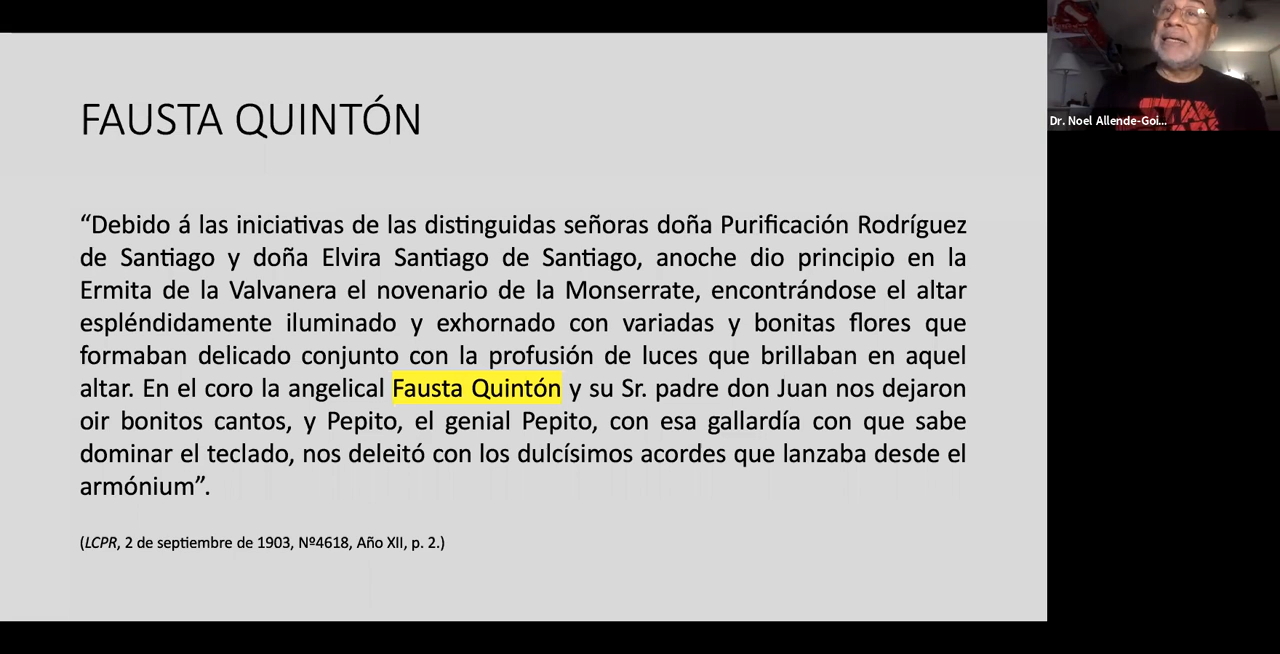 FAUSTA QUINTÓN
“Debido á las iniciativas de las distinguidas señoras doña Purificación Rodríguez
de Santiago y doña Elvira Santiago de Santiago, anoche dio principio en la
Ermita de la Valvanera el novenario de la Monserrate, encontrándose el altar
espléndidamente iluminado y exhornado con variadas y bonitas flores que
formaban delicado conjunto con la profusión de luces que brillaban en aquel
altar. En el coro la angelical Fausta Quintón y su Sr. padre don Juan nos dejaron
oir bonitos cantos, y Pepito, el genial Pepito, con esa gallardía con que sabe
dominar el teclado, nos deleitó con los dulcísimos acordes que lanzaba desde el
armónium”.
(LCPR, 2 de septiembre de 1903, Nº4618, Año XII, p. 2.)
Dr. Noel Allende-Goi...